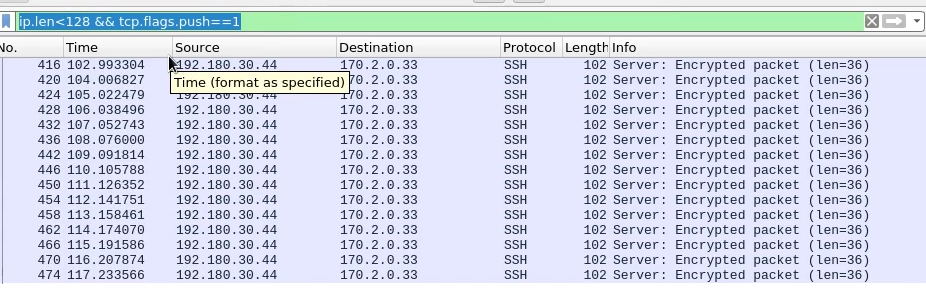 ip.len<128 && tcp.flags.push==1
No. Time Source Destination Protocol Length Info
416 102.993304 192.180.30.44 170.2.0.33 SSH 102 Server: Encrypted packet (len=36)
Time (format as specified)
420 104.006827 170.2.0.33 SSH 102 Server: Encrypted packet (len=36)
424 105.022479 192.180.30.44 170.2.0.33 SSH 102 Server: Encrypted packet (len=36)
428 106.038496 192.180.30.44 170.2.0.33 SSH 102 Server: Encrypted packet (len=36)
432 107.052743 192.180.30.44 170.2.0.33 SSH 102 Server: Encrypted packet (len=36)
436 108.076000 192.180.30.44 170.2.0.33 SSH 102 Server: Encrypted packet (len=36)
442 109.091814 192.180.30.44 170.2.0.33 SSH 102 Server: Encrypted packet (len=36)
446 110.105788 192.180.30.44 170.2.0.33 SSH 102 Server: Encrypted packet (len=36)
450 111.126352 192.180.30.44 170.2.0.33 SSH 102 Server: Encrypted packet (len=36)
454 112.141751 192.180.30.44 170.2.0.33 SSH 102 Server: Encrypted packet (len=36)
458 113.158461 192.180.30.44 170.2.0.33 SSH 102 Server: Encrypted packet (len=36)
462 114.174070 192.180.30.44 170.2.0.33 SSH 102 Server: Encrypted packet (len=36)
466 115.191586 192.180.30.44 170.2.0.33 SSH 102 Server: Encrypted packet (len=36)
470 116.207874 192.180.30.44 170.2.0.33 SSH 102 Server: Encrypted packet (len=36)
474 117.233566 192.180.30.44 170.2.0.33 SSH 102 Server: Encrypted packet (len=36)